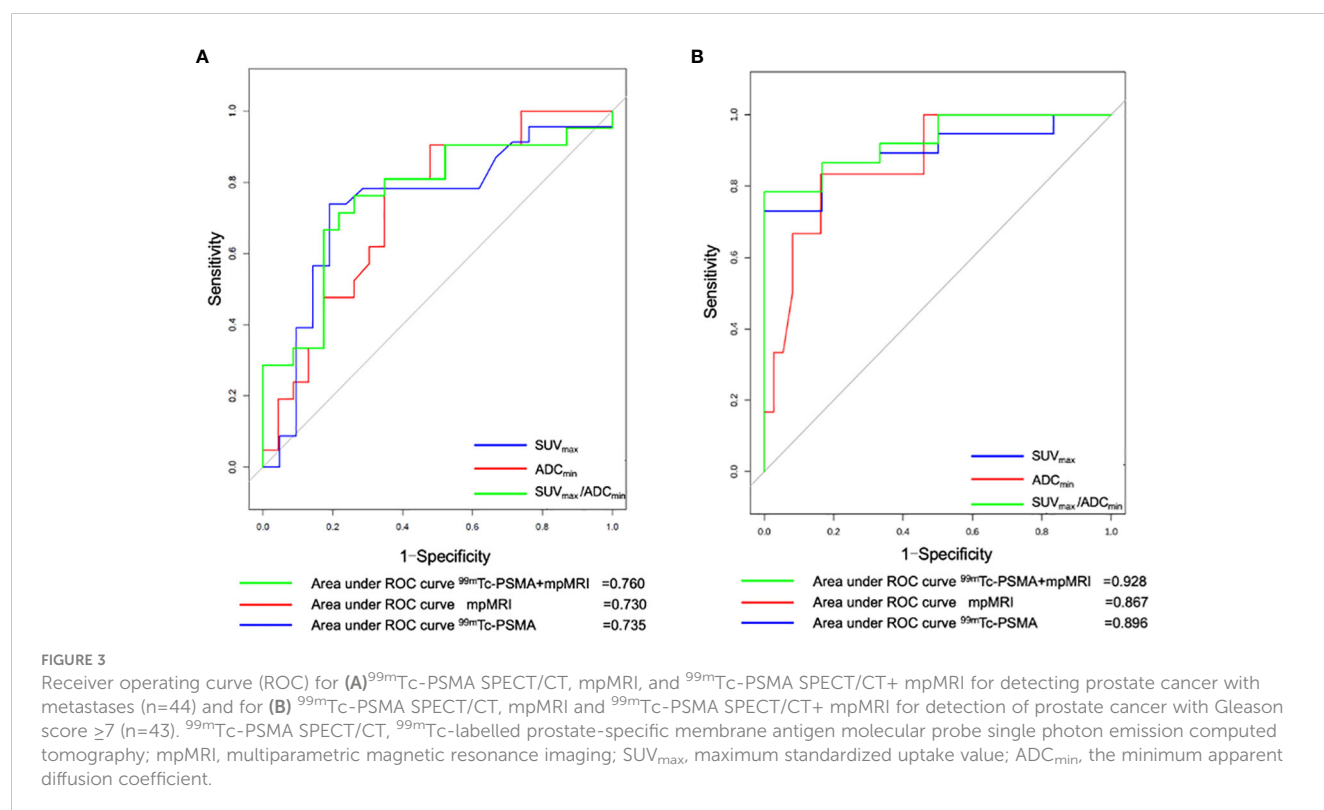 A
1.0
0.8
0.6
0.4
0.2
0.0
Sensitivity
SUVmax
ADCmin
SUVmax/ADCmin
0.0 0.2 0.4 0.6 0.8 1.0
1−Specificity
Area under ROC curve 99mTc-PSMA+mpMRI =0.760
Area under ROC curve mpMRI =0.730
Area under ROC curve 99mTc-PSMA =0.735
B
1.0
0.8
0.6
0.4
0.2
0.0
Sensitivity
SUVmax
ADCmin
SUVmax/ADCmin
0.0 0.2 0.4 0.6 0.8 1.0
1−Specificity
Area under ROC curve 99mTc-PSMA+mpMRI =0.928
Area under ROC curve mpMRI =0.867
Area under ROC curve 99mTc-PSMA =0.896
FIGURE 3
Receiver operating curve (ROC) for (A)99mTc-PSMA SPECT/CT, mpMRI, and 99mTc-PSMA SPECT/CT+ mpMRI for detecting prostate cancer with
metastases (n=44) and for (B) 99mTc-PSMA SPECT/CT, mpMRI and 99mTc-PSMA SPECT/CT+ mpMRI for detection of prostate cancer with Gleason
score ≥7 (n=43). 99mTc-PSMA SPECT/CT, 99mTc-labelled prostate-specific membrane antigen molecular probe single photon emission computed
tomography; mpMRI, multiparametric magnetic resonance imaging; SUVmax, maximum standardized uptake value; ADCmin, the minimum apparent
diffusion coefficient.